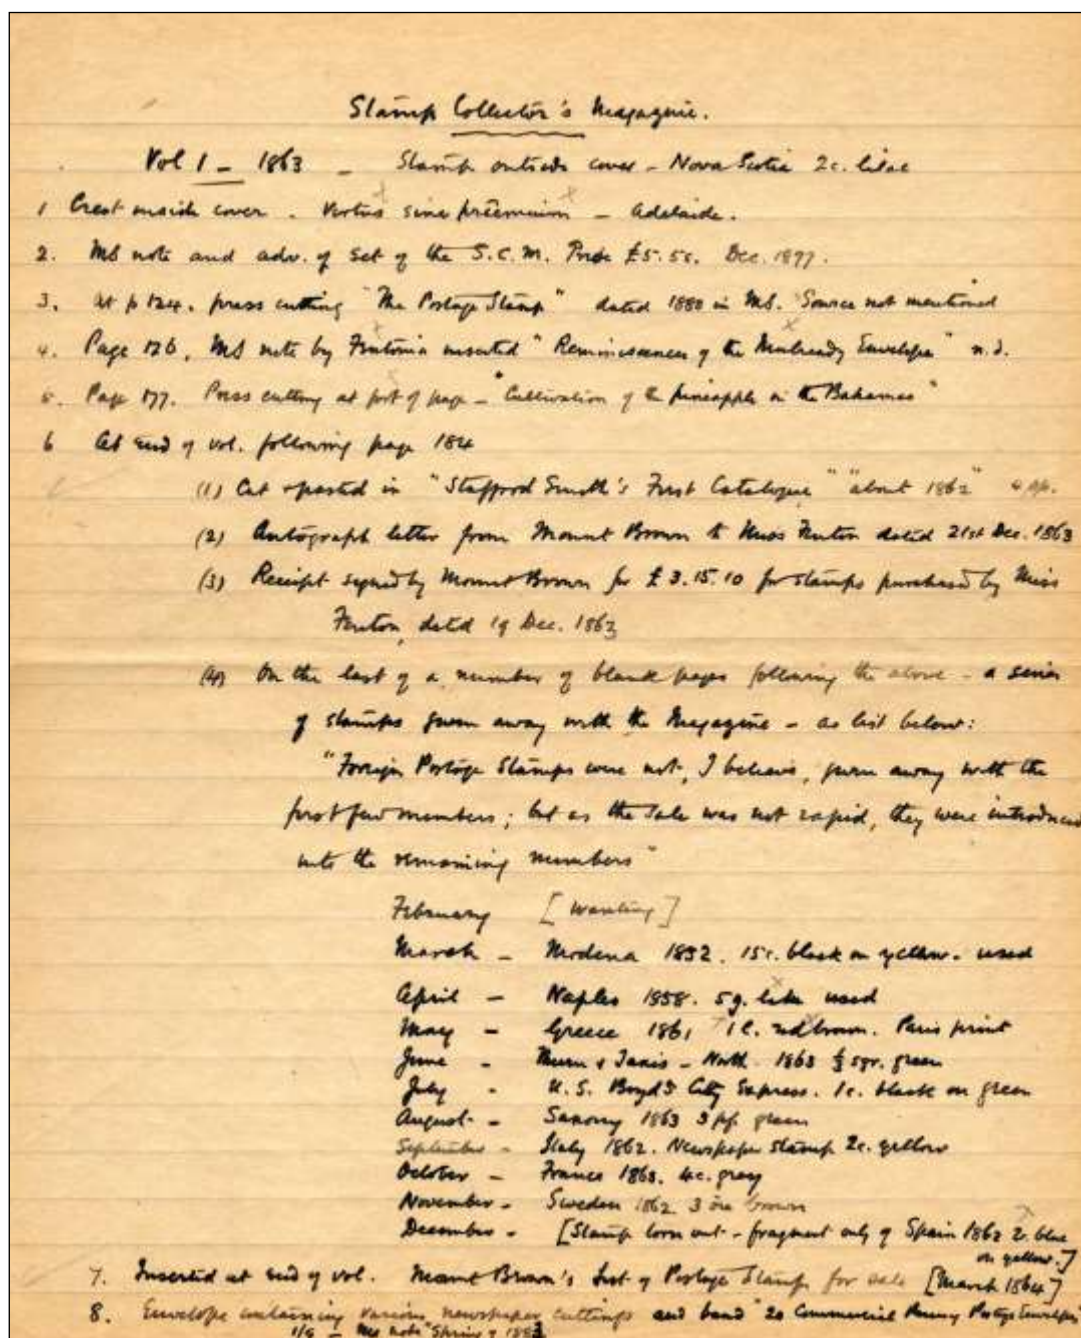 Stamp Collector's Magazine.
Vol 1 – 1863 – Stamp outside cover – Nova Scotia 2c. lilac
1 Crest inside cover. Virtus sine – Adelaide.
2. MS note and adv. of set of the S.C.M. Price £5.5s. Dec. 1897.
3. At p 124. press cutting "The Postage Stamp" dated 1880 in MS. Source not mentioned
4. Page 126, MS note by Fentonia inserted "Reminiscences of the Mulready Envelope" n.d.
5. Page 177. Press cutting at foot of page – "Cultivation of the pineapple in the Bahamas"
6 At end of vol. following page 184
(1) Cat pasted in "Stafford Smith's First Catalogue" "about 1862" 4 pp.
(2) Autograph letter from Mount Brown to Miss Fenton dated 21st Dec. 1863
(3) Receipt signed by Mount Brown for £3.15.10 for stamps purchased by Miss
Fenton, dated 19 Dec. 1863
(4) On the last of a number of blank pages following the above – a series
of stamps given away with the Magazine – as list below:
"Foreign Postage Stamps were not, I believe, given away with the
first few numbers; but as the sale was not rapid, they were introduced
into the remaining numbers"
February [wanting]
March – Modena 1852. 15c. black on yellow. used
April – Naples 1858. 5g. lake used
May – Greece 1861 1 l. red brown. Paris print
June – Thurn & Taxis – North 1863 sgr. green
July – U.S. Boyd's City Express. 1c. black on green
August – Saxony 1863 3 pf. green
September – Italy 1862. Newspaper stamp 2c. yellow
October – France 1863. 4c. grey
November – Sweden 1862 3 öre brown
December – [Stamp torn out – fragment only of Spain 1862 2r. blue
on yellow.]
7. Inserted at end of vol. Mount Brown's List of Postage Stamps for sale [March 1864]
8. Envelope containing various newspaper cuttings and band "20 Commercial Penny Postage Envelopes
1/9 – MS note "Spring of 1883